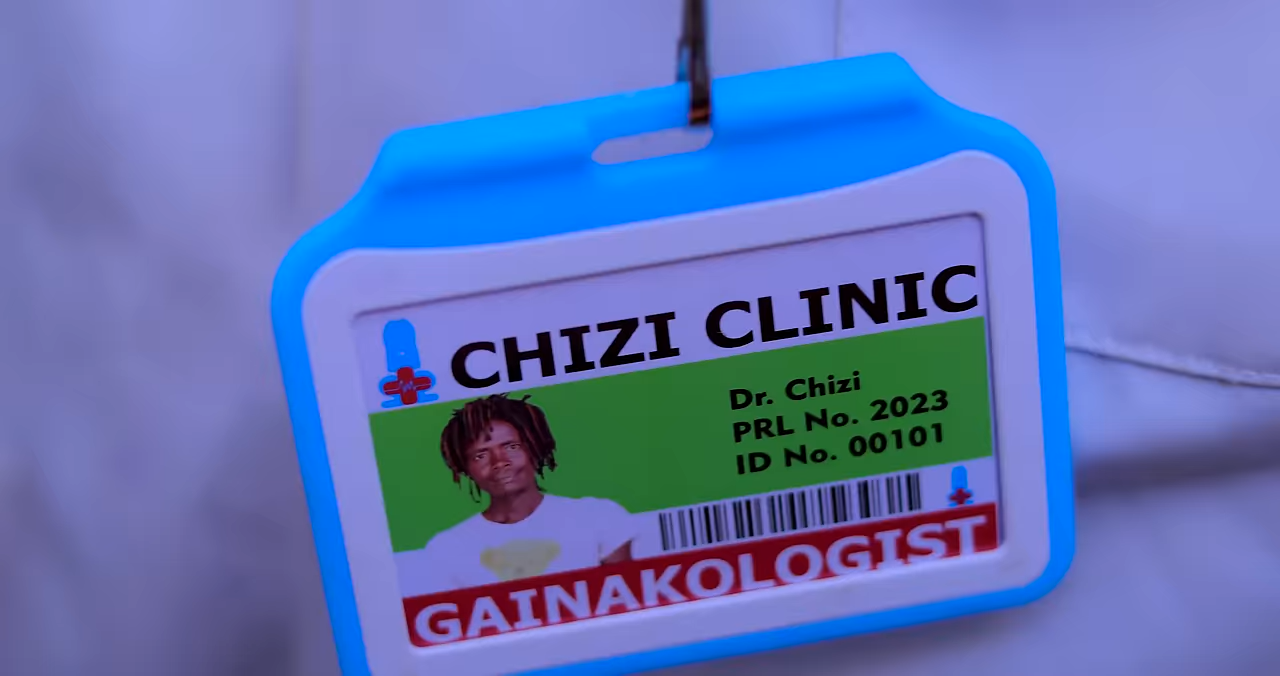 CHIZI CLINIC
Dr. Chizi
PRL No. 2023
ID No. 00101
GAINAKOLOGIST